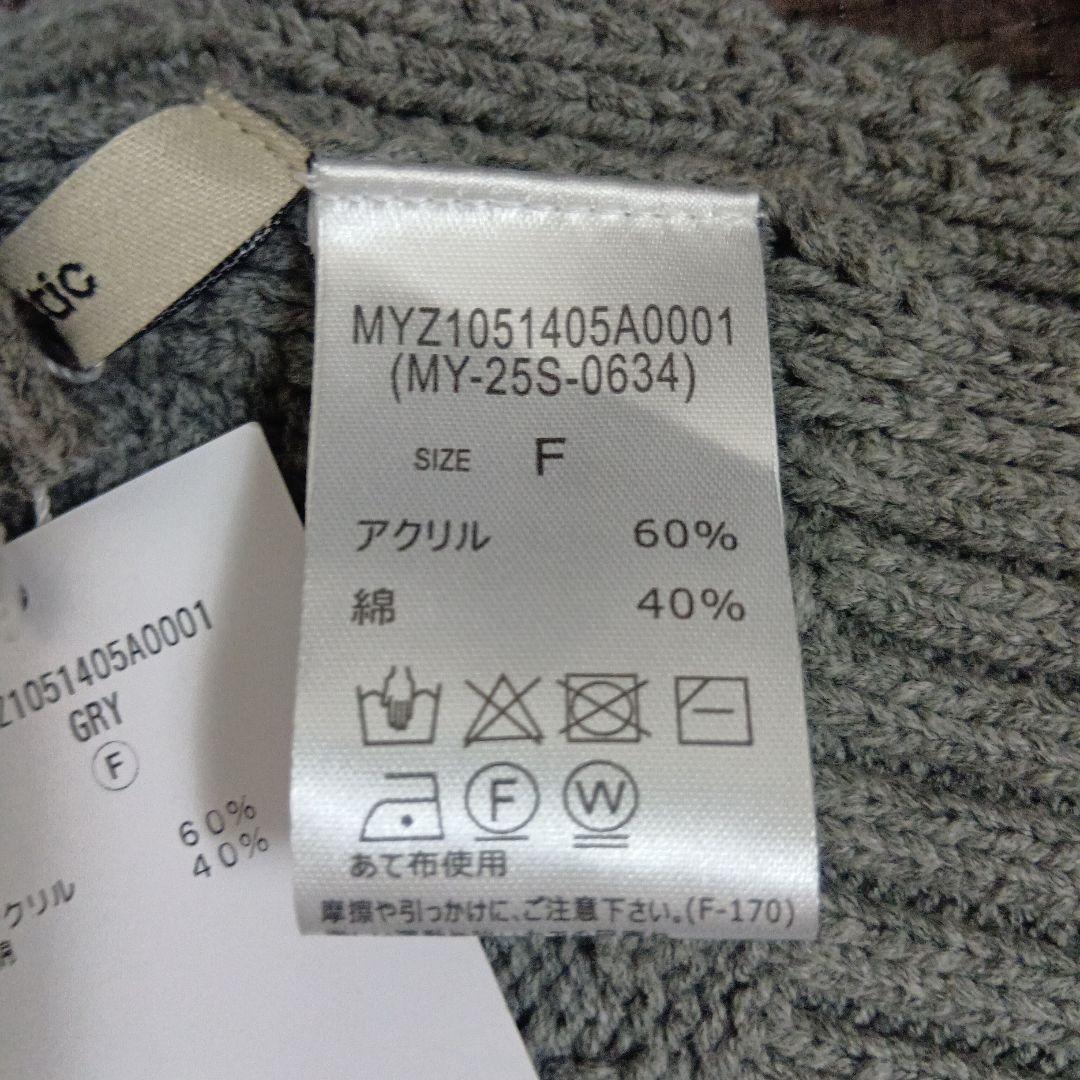 tic
MYZ1051405A0001
(MY-25S-0634)
SIZE F
アクリル 60%
綿 40%
F
W
あて布使用
摩擦や引っかけに、ご注意下さい。(F-170)
Z1051405A0001
GRY
F
60%
40%
クリル